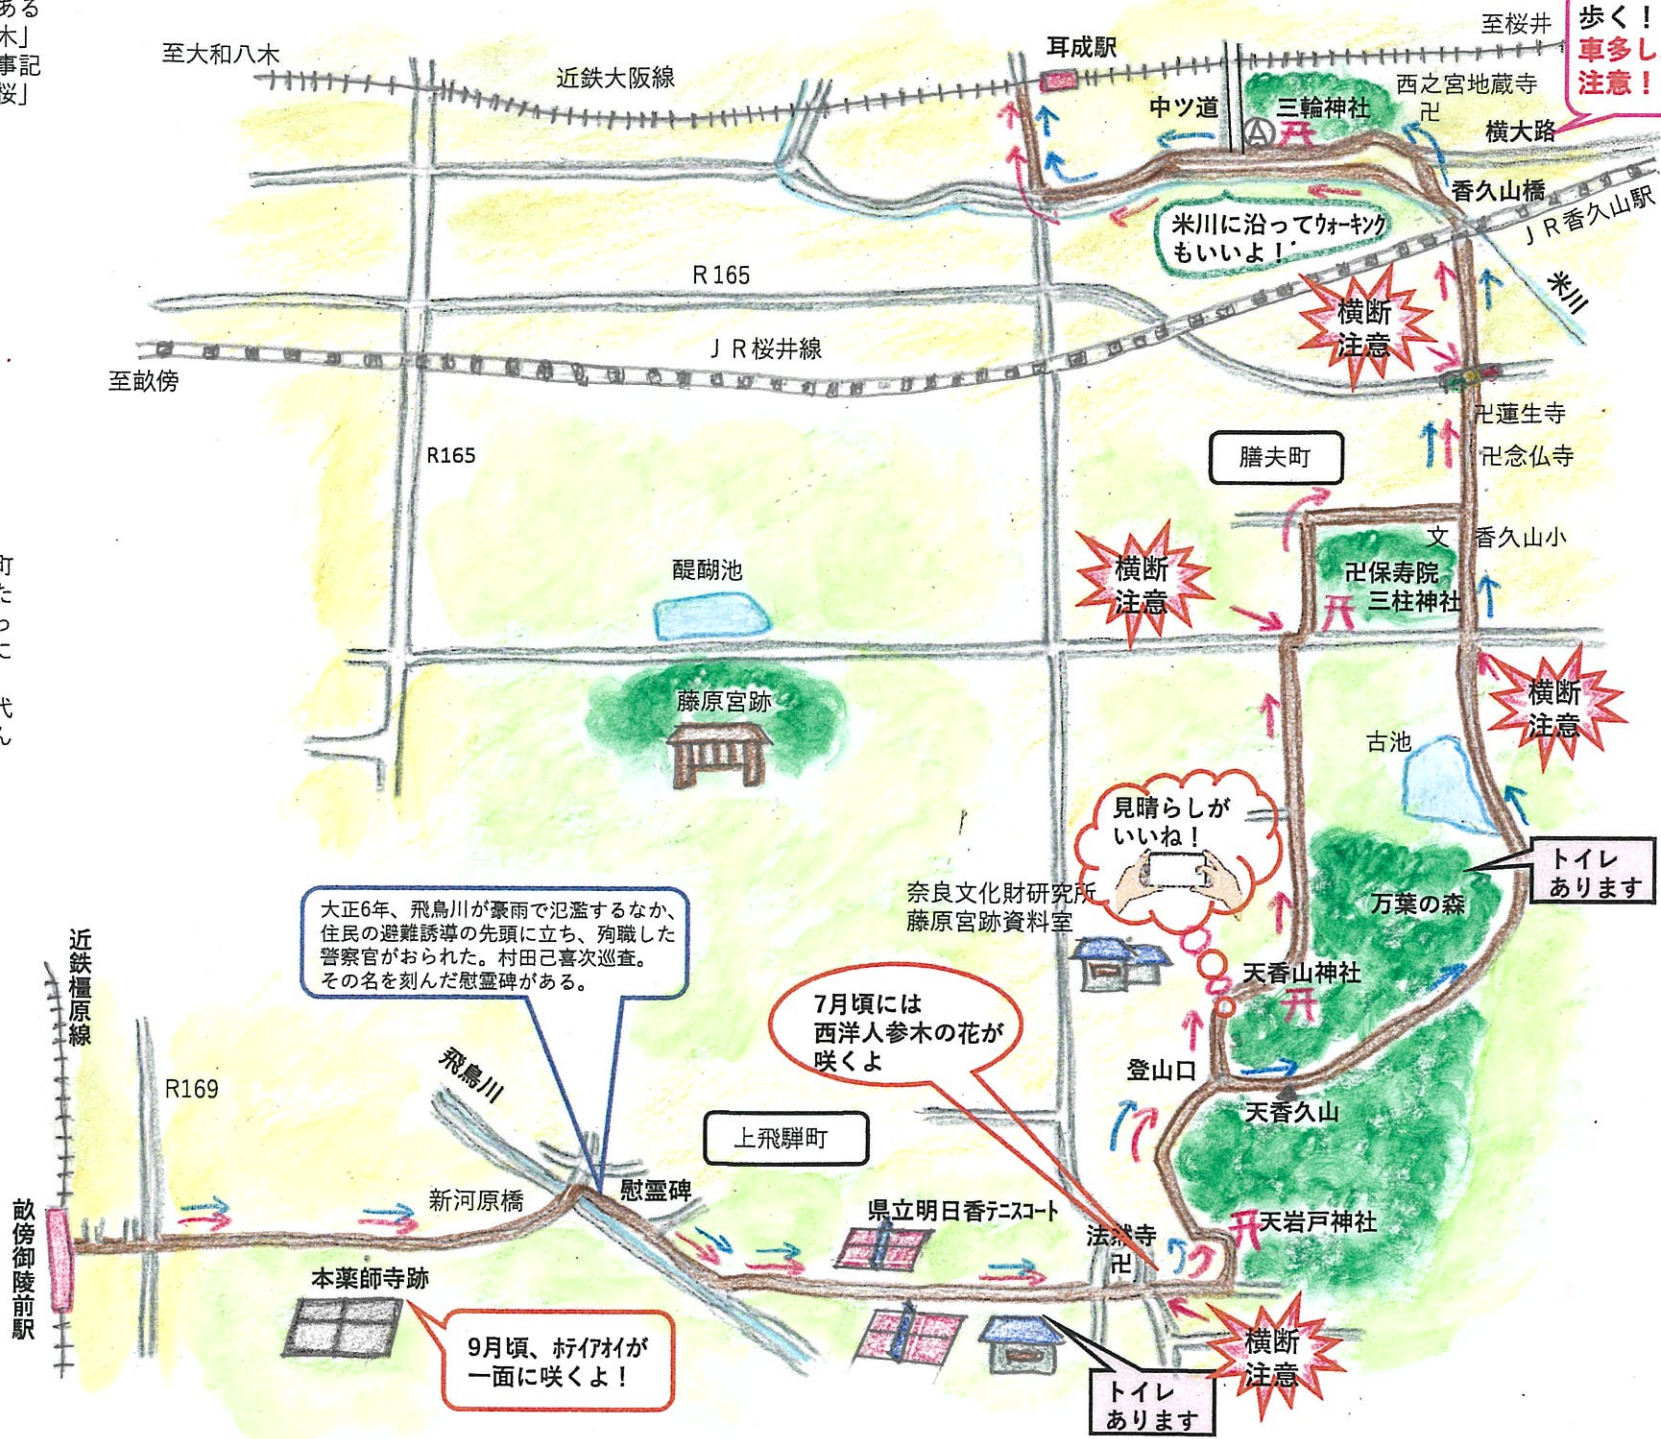 ある
木」
事記
桜」
至大和八木
近鉄大阪線
耳成駅
至桜井
歩く!
車多し
注意!
中ツ道
三輪神社
西之宮地蔵寺
卍
横大路
A
香久山橋
JR香久山駅
米川に沿ってウォーキング
もいいよ!
米川
R165
横断
注意
JR桜井線
至畝傍
R165
卍蓮生寺
膳夫町
卍念仏寺
文 香久山小
町
た
っ
に
代
ん
醍醐池
横断
注意
卍保寿院
三柱神社
藤原宮跡
横断
注意
古池
見晴らしが
いいね!
トイレ
あります
万葉の森
奈良文化財研究所
藤原宮跡資料室
大正6年、飛鳥川が豪雨で氾濫するなか、
住民の避難誘導の先頭に立ち、殉職した
警察官がおられた。村田己喜次巡査。
その名を刻んだ慰霊碑がある。
近鉄橿原線
天香山神社
7月頃には
西洋人参木の花が
咲くよ
R169
飛鳥川
登山口
天香久山
上飛騨町
新河原橋
慰霊碑
県立明日香テニスコート
法然寺
卍
天岩戸神社
畝傍御陵前駅
本薬師寺跡
9月頃、ホテイアオイが
一面に咲くよ!
横断
注意
トイレ
あります